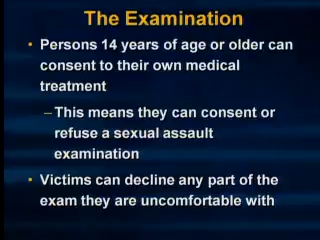 The Examination
• Persons 14 years of age or older can
consent to their own medical
treatment
– This means they can consent or
refuse a sexual assault
examination
• Victims can decline any part of the
exam they are uncomfortable with